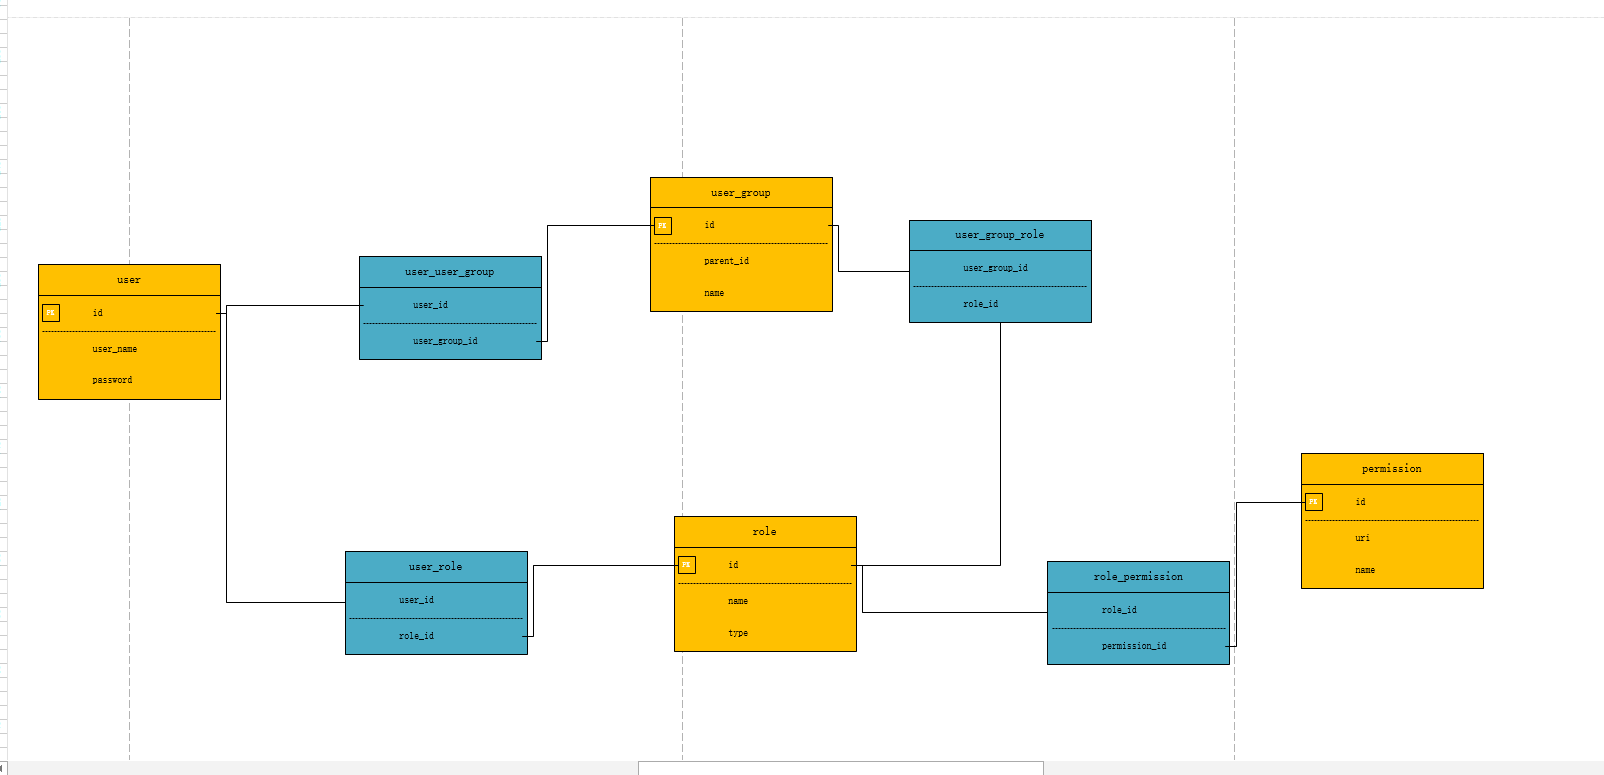 user_group
PK id
parent_id
name
user_group_role
user_group_id
role_id
user
PK id
user_name
password
user_user_group
user_id
user_group_id
permission
PK id
uri
name
role
PK id
name
type
user_role
user_id
role_id
role_permission
role_id
permission_id